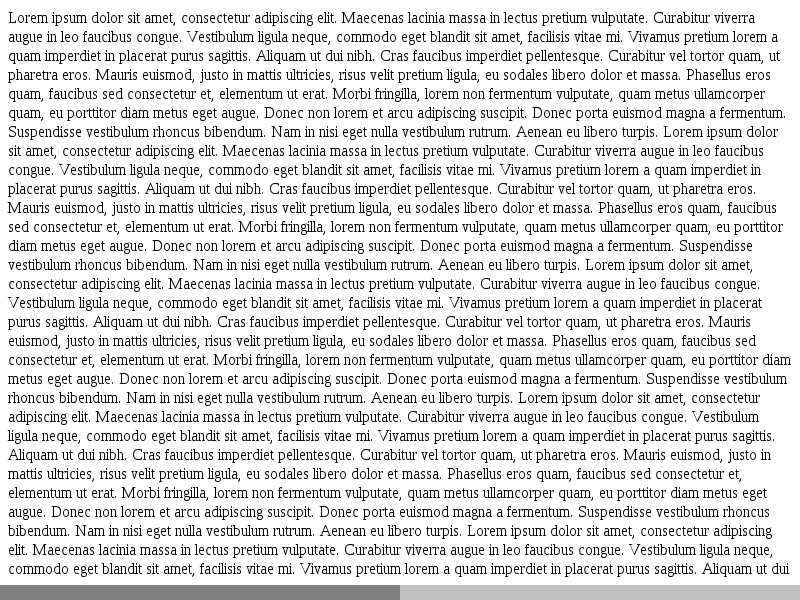 Lorem ipsum dolor sit amet, consectetur adipiscing elit. Maecenas lacinia massa in lectus pretium vulputate. Curabitur viverra
augue in leo faucibus congue. Vestibulum ligula neque, commodo eget blandit sit amet, facilisis vitae mi. Vivamus pretium lorem a
quam imperdiet in placerat purus sagittis. Aliquam ut dui nibh. Cras faucibus imperdiet pellentesque. Curabitur vel tortor quam, ut
pharetra eros. Mauris euismod, justo in mattis ultricies, risus velit pretium ligula, eu sodales libero dolor et massa. Phasellus eros
quam, faucibus sed consectetur et, elementum ut erat. Morbi fringilla, lorem non fermentum vulputate, quam metus ullamcorper
quam, eu porttitor diam metus eget augue. Donec non lorem et arcu adipiscing suscipit. Donec porta euismod magna a fermentum.
Suspendisse vestibulum rhoncus bibendum. Nam in nisi eget nulla vestibulum rutrum. Aenean eu libero turpis. Lorem ipsum dolor
sit amet, consectetur adipiscing elit. Maecenas lacinia massa in lectus pretium vulputate. Curabitur viverra augue in leo faucibus
congue. Vestibulum ligula neque, commodo eget blandit sit amet, facilisis vitae mi. Vivamus pretium lorem a quam imperdiet in
placerat purus sagittis. Aliquam ut dui nibh. Cras faucibus imperdiet pellentesque. Curabitur vel tortor quam, ut pharetra eros.
Mauris euismod, justo in mattis ultricies, risus velit pretium ligula, eu sodales libero dolor et massa. Phasellus eros quam, faucibus
sed consectetur et, elementum ut erat. Morbi fringilla, lorem non fermentum vulputate, quam metus ullamcorper quam, eu porttitor
diam metus eget augue. Donec non lorem et arcu adipiscing suscipit. Donec porta euismod magna a fermentum. Suspendisse
vestibulum rhoncus bibendum. Nam in nisi eget nulla vestibulum rutrum. Aenean eu libero turpis. Lorem ipsum dolor sit amet,
consectetur adipiscing elit. Maecenas lacinia massa in lectus pretium vulputate. Curabitur viverra augue in leo faucibus congue.
Vestibulum ligula neque, commodo eget blandit sit amet, facilisis vitae mi. Vivamus pretium lorem a quam imperdiet in placerat
purus sagittis. Aliquam ut dui nibh. Cras faucibus imperdiet pellentesque. Curabitur vel tortor quam, ut pharetra eros. Mauris
euismod, justo in mattis ultricies, risus velit pretium ligula, eu sodales libero dolor et massa. Phasellus eros quam, faucibus sed
consectetur et, elementum ut erat. Morbi fringilla, lorem non fermentum vulputate, quam metus ullamcorper quam, eu porttitor diam
metus eget augue. Donec non lorem et arcu adipiscing suscipit. Donec porta euismod magna a fermentum. Suspendisse vestibulum
rhoncus bibendum. Nam in nisi eget nulla vestibulum rutrum. Aenean eu libero turpis. Lorem ipsum dolor sit amet, consectetur
adipiscing elit. Maecenas lacinia massa in lectus pretium vulputate. Curabitur viverra augue in leo faucibus congue. Vestibulum
ligula neque, commodo eget blandit sit amet, facilisis vitae mi. Vivamus pretium lorem a quam imperdiet in placerat purus sagittis.
Aliquam ut dui nibh. Cras faucibus imperdiet pellentesque. Curabitur vel tortor quam, ut pharetra eros. Mauris euismod, justo in
mattis ultricies, risus velit pretium ligula, eu sodales libero dolor et massa. Phasellus eros quam, faucibus sed consectetur et,
elementum ut erat. Morbi fringilla, lorem non fermentum vulputate, quam metus ullamcorper quam, eu porttitor diam metus eget
augue. Donec non lorem et arcu adipiscing suscipit. Donec porta euismod magna a fermentum. Suspendisse vestibulum rhoncus
bibendum. Nam in nisi eget nulla vestibulum rutrum. Aenean eu libero turpis. Lorem ipsum dolor sit amet, consectetur adipiscing
elit. Maecenas lacinia massa in lectus pretium vulputate. Curabitur viverra augue in leo faucibus congue. Vestibulum ligula neque,
commodo eget blandit sit amet, facilisis vitae mi. Vivamus pretium lorem a quam imperdiet in placerat purus sagittis. Aliquam ut dui